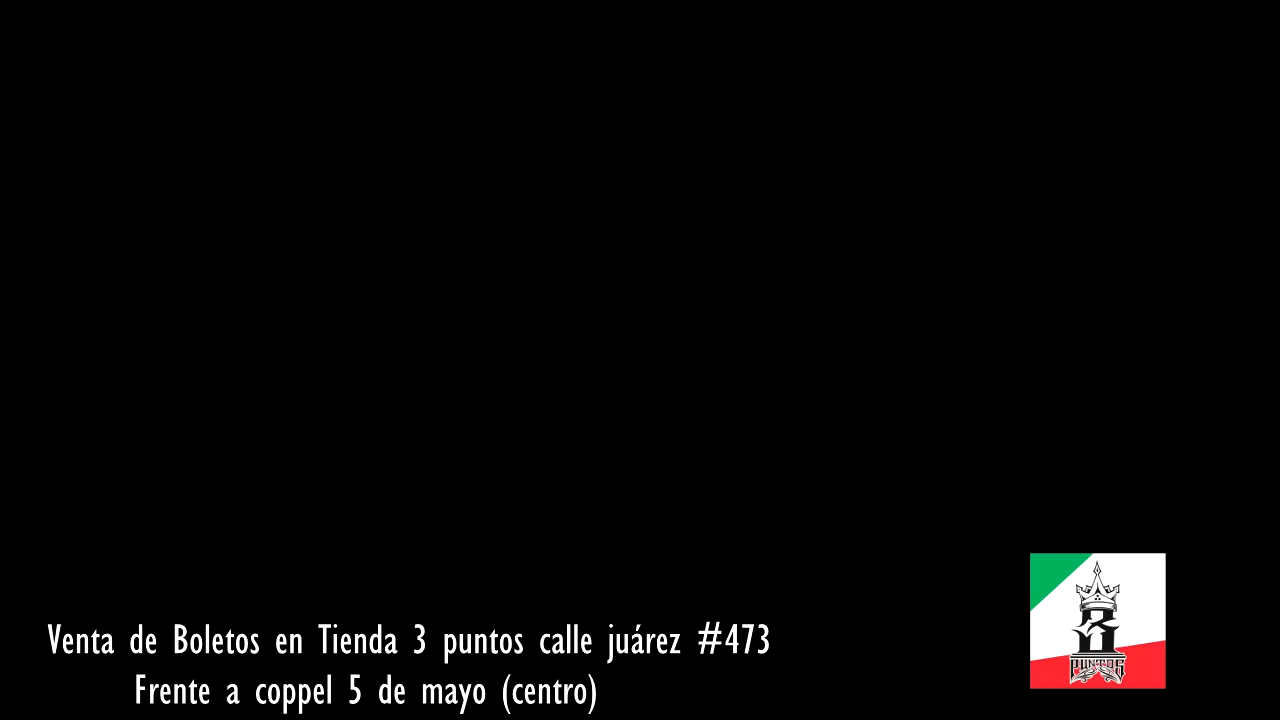 Venta de Boletos en Tienda 3 puntos calle juárez #473
Frente a coppel 5 de mayo (centro)
PUNTOS